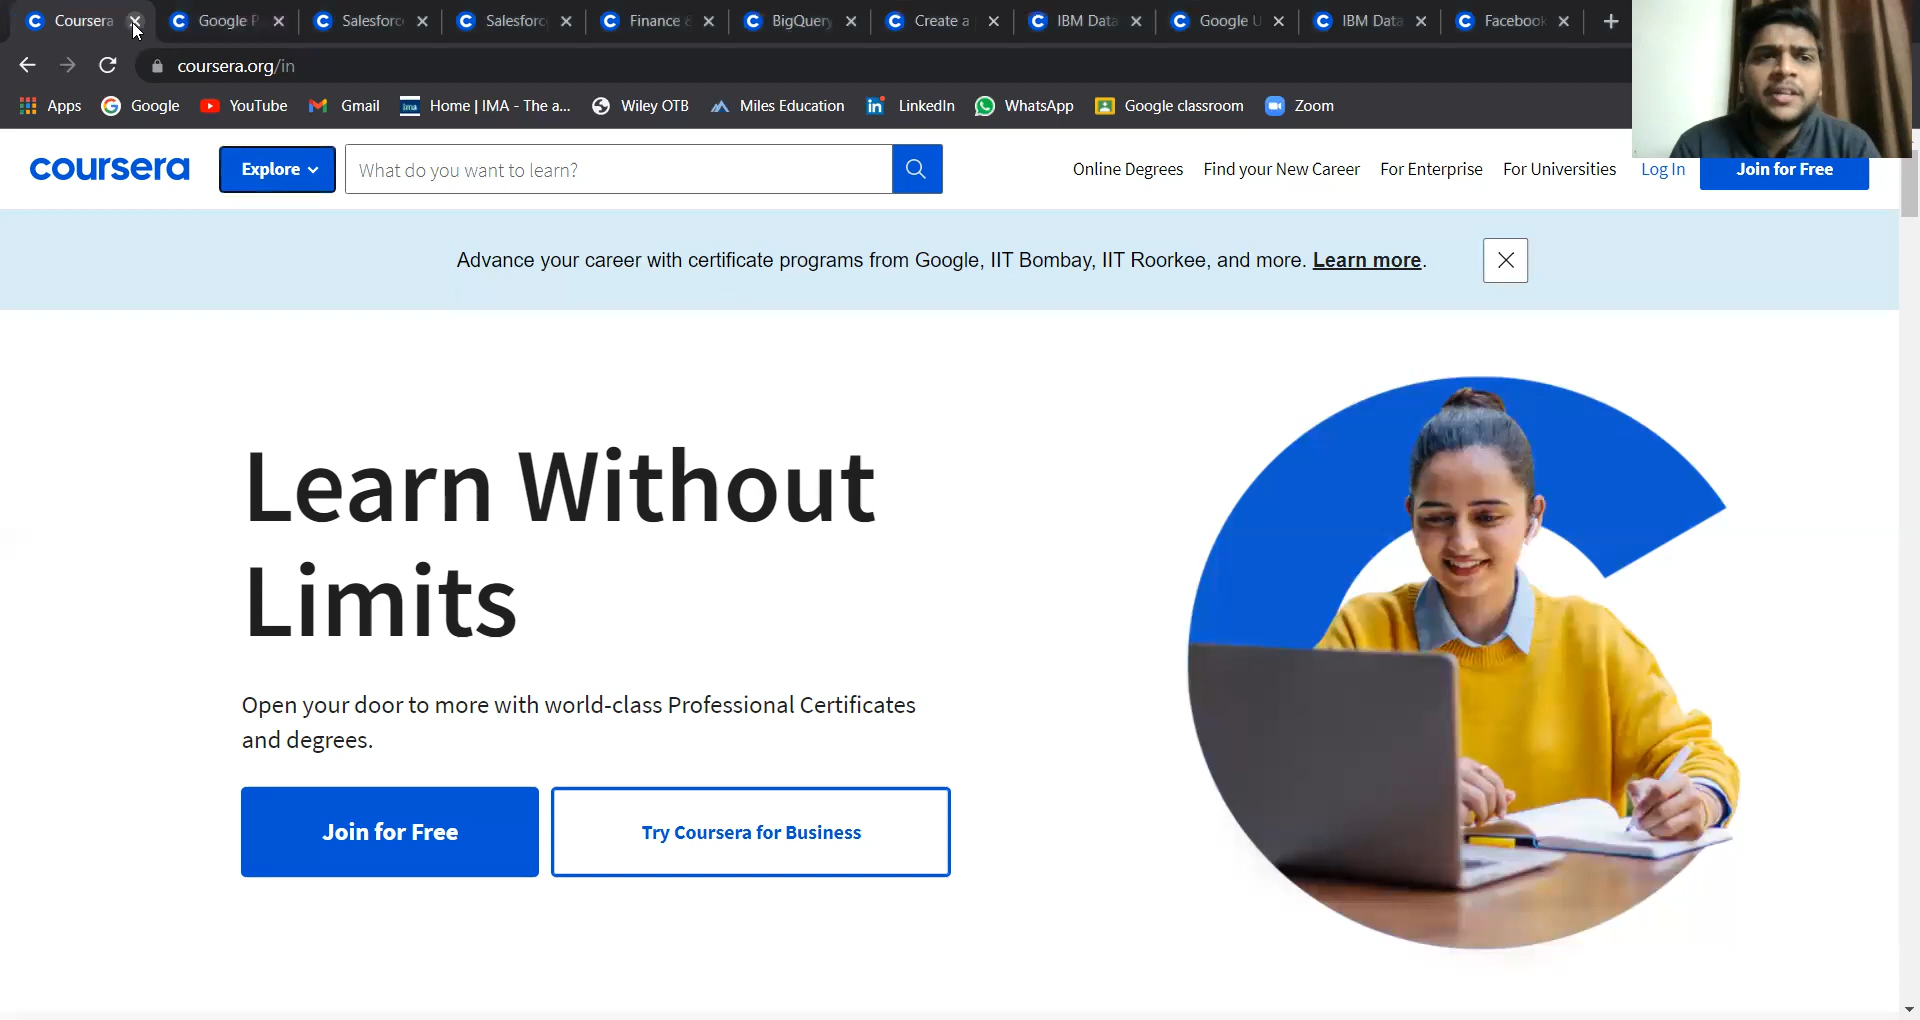 Coursera
Google P
Salesforc
Salesforc
Finance &
BigQuery
Create a
IBM Data
Google U
IBM Data
Facebook
coursera.org/in
Apps
Google
YouTube
Gmail
Home | IMA - The a...
Wiley OTB
Miles Education
LinkedIn
WhatsApp
Google classroom
Zoom
coursera
Explore
What do you want to learn?
Online Degrees
Find your New Career
For Enterprise
For Universities
Log In
Join for Free
Advance your career with certificate programs from Google, IIT Bombay, IIT Roorkee, and more. Learn more.
Learn Without
Limits
Open your door to more with world-class Professional Certificates
and degrees.
Join for Free
Try Coursera for Business